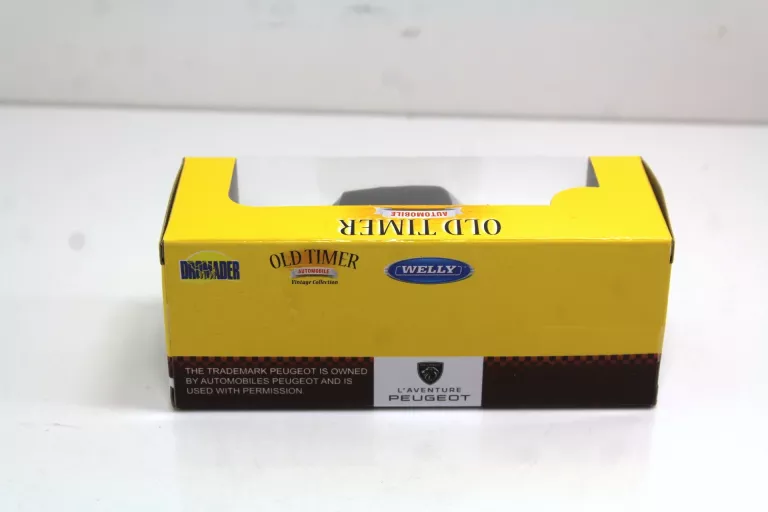 OLD TIMER
AUTOMOBILE
DROMADER
OLD TIMER
AUTOMOBILE
Vintage Collection
WELLY
THE TRADEMARK PEUGEOT IS OWNED
BY AUTOMOBILES PEUGEOT AND IS
USED WITH PERMISSION.
L'AVENTURE
PEUGEOT